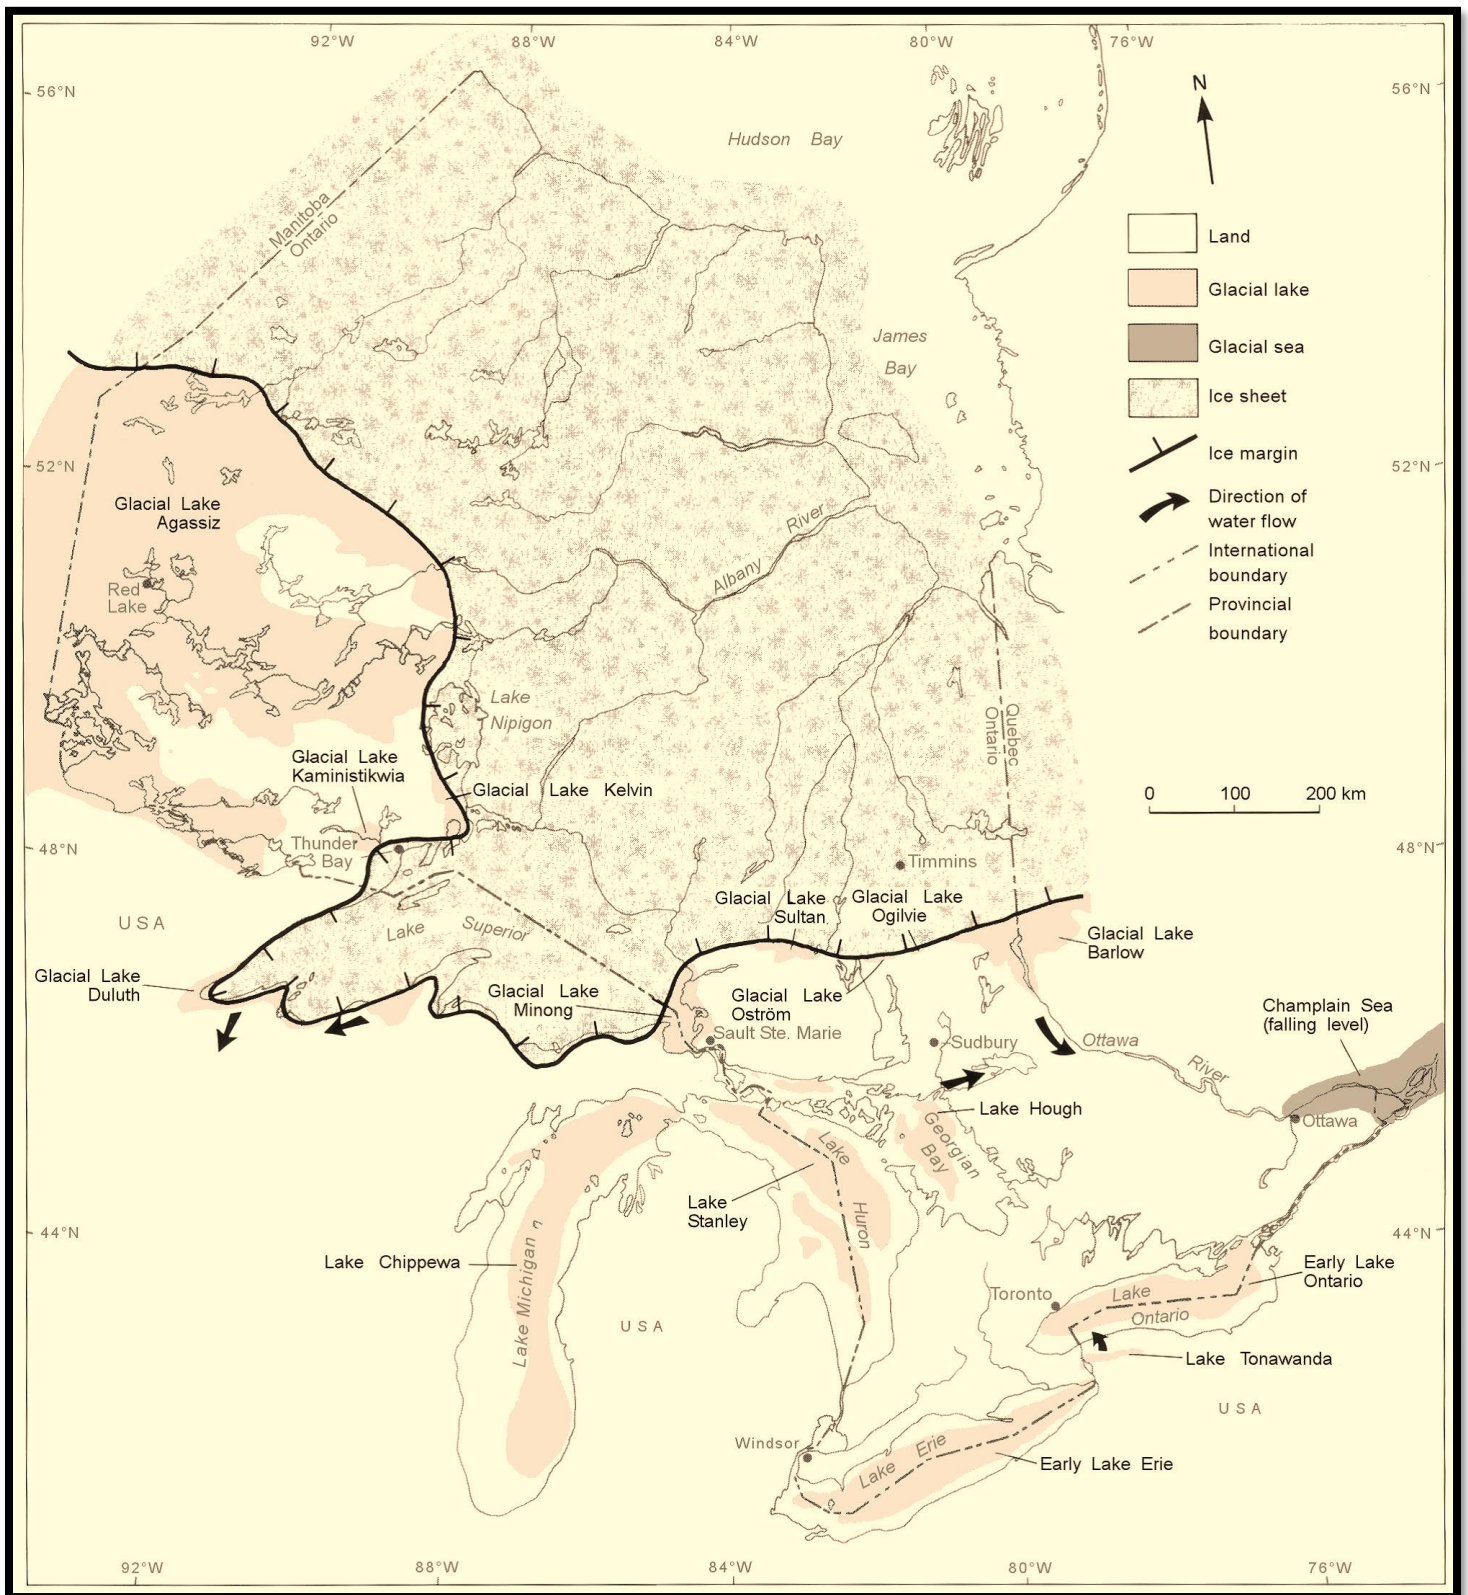 92°W
88°W
84°W
80°W
76°W
56°N
56°N
N
Hudson Bay
Manitoba
Ontario
Land
Glacial lake
Glacial sea
Ice sheet
Ice margin
Direction of
water flow
International
boundary
Provincial
boundary
James
Bay
52°N
52°N
Glacial Lake
Agassiz
River
Albany
Red
Lake
Lake
Nipigon
Quebec
Ontario
Glacial Lake
Kaministikwia
Glacial Lake Kelvin
0 100 200 km
48°N
48°N
Thunder
Bay
Timmins
Glacial Lake
Sultan
Glacial Lake
Ogilvie
USA
Lake Superior
Glacial Lake
Barlow
Glacial Lake
Duluth
Glacial Lake
Minong
Glacial Lake
Oström
Sault Ste. Marie
Champlain Sea
(falling level)
Sudbury
Ottawa
River
Lake Hough
Ottawa
Georgian
Bay
Lake
Huron
Lake
Stanley
44°N
44°N
Lake Chippewa
Lake Michigan
Early Lake
Ontario
Toronto
Lake
Ontario
USA
Lake Tonawanda
USA
Windsor
Lake Erie
Early Lake Erie
92°W
88°W
84°W
80°W
76°W